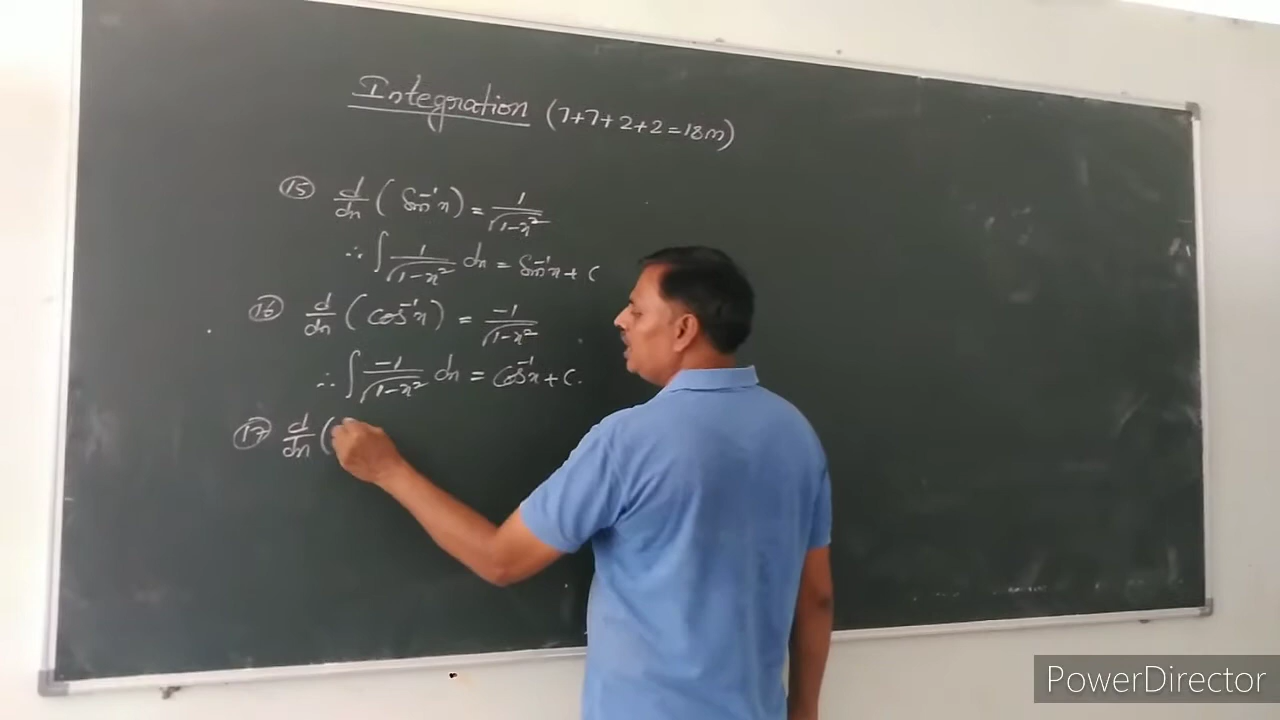 Integration (7+7+2+2=18m)
(15) d/dx (Sin⁻¹x) = 1/√1-x²
∴ ∫ 1/√1-x² dx = Sin⁻¹x + c
(16) d/dx (Cos⁻¹x) = -1/√1-x²
∴ ∫ -1/√1-x² dx = Cos⁻¹x + C.
(17) d/dx (
PowerDirector